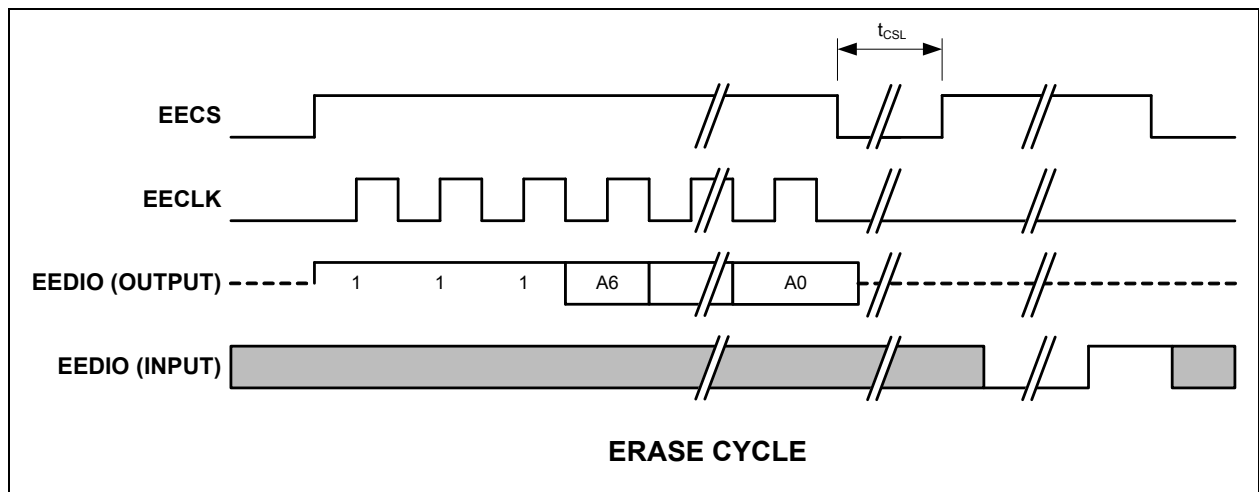 tCSL
EECS
EECLK
EEDIO (OUTPUT) 1 1 1 A6 A0
EEDIO (INPUT)
ERASE CYCLE